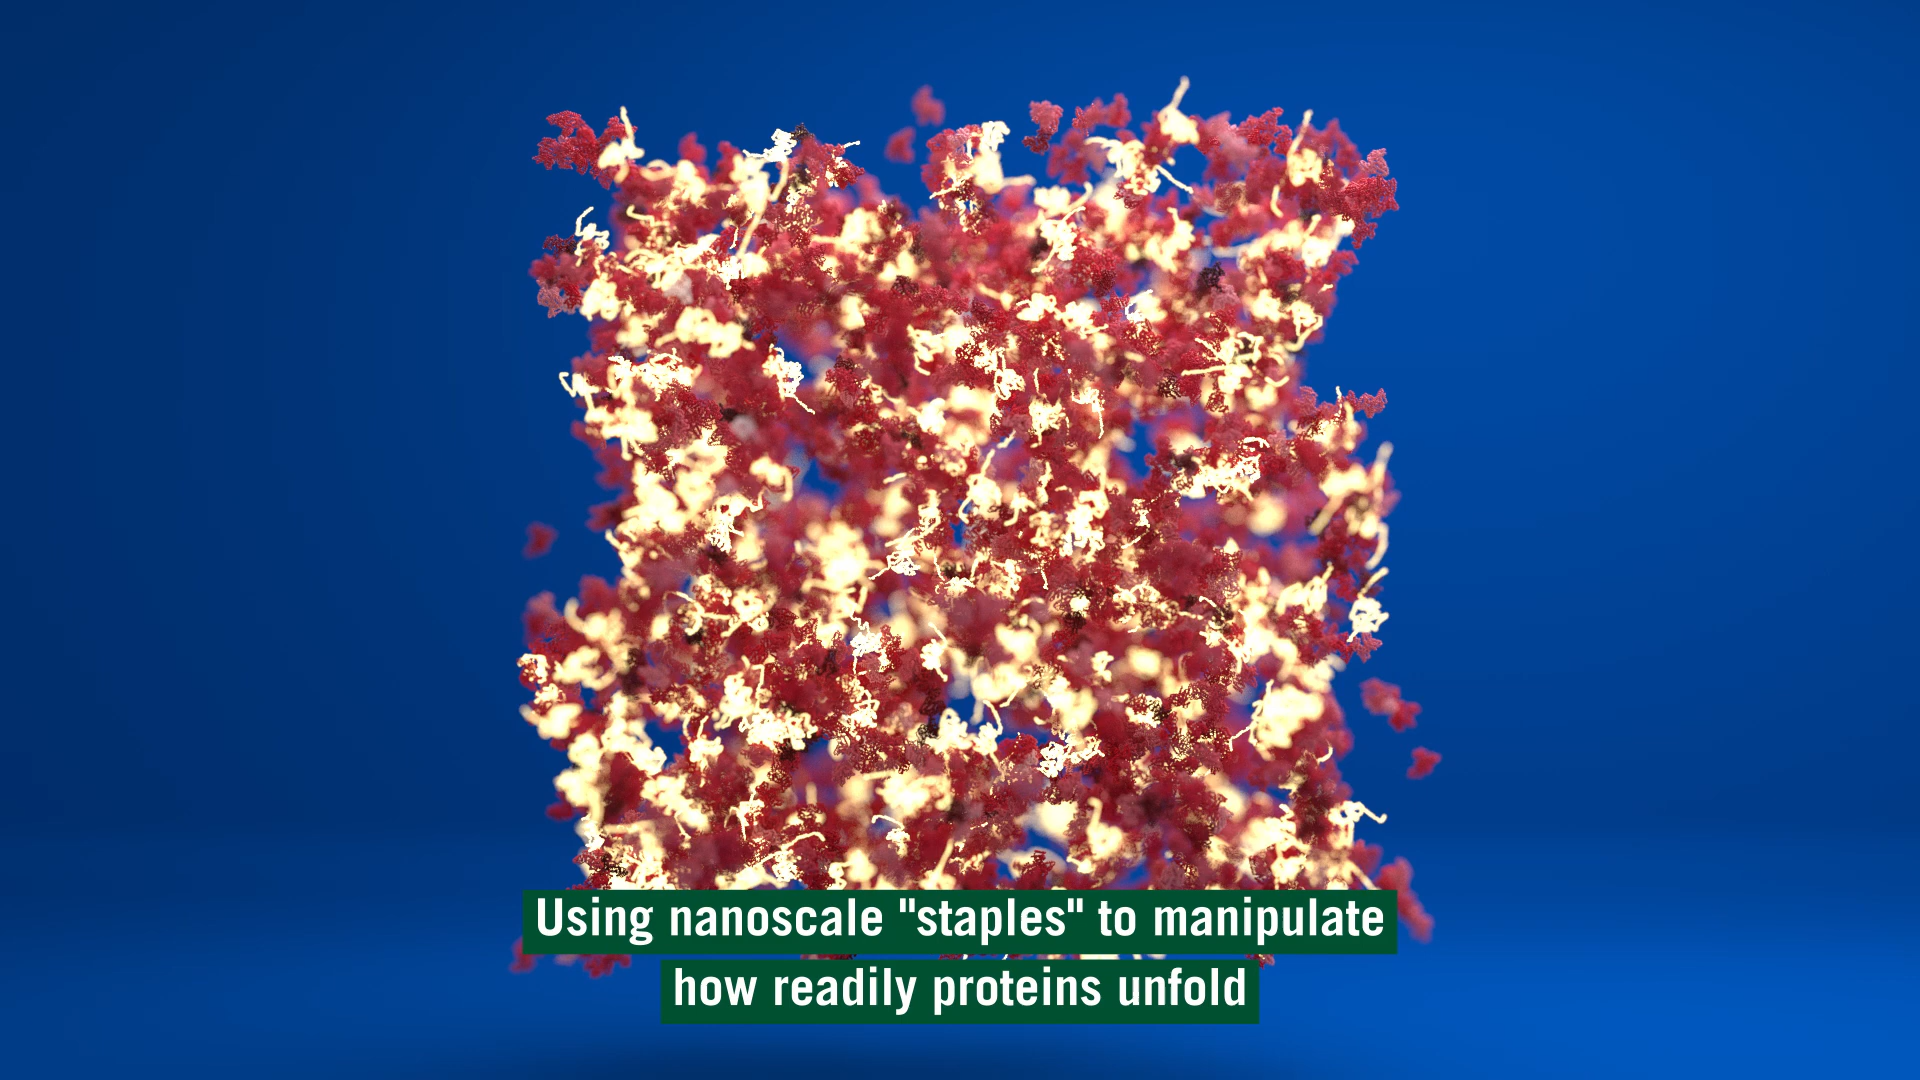 Using nanoscale "staples" to manipulate
how readily proteins unfold